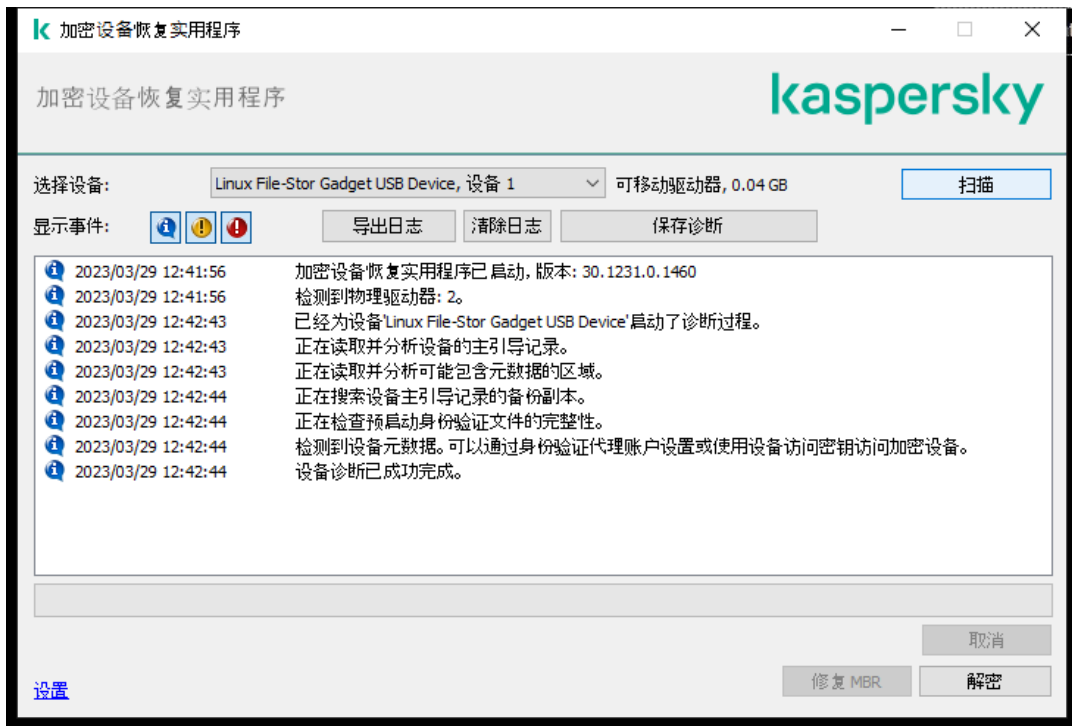 加密设备恢复实用程序
加密设备恢复实用程序
kaspersky
选择设备: Linux File-Stor Gadget USB Device, 设备 1 可移动驱动器, 0.04 GB 扫描
显示事件: 导出日志 清除日志 保存诊断
2023/03/29 12:41:56 加密设备恢复实用程序已启动, 版本: 30.1231.0.1460
2023/03/29 12:41:56 检测到物理驱动器: 2。
2023/03/29 12:42:43 已经为设备'Linux File-Stor Gadget USB Device'启动了诊断过程。
2023/03/29 12:42:43 正在读取并分析设备的主引导记录。
2023/03/29 12:42:43 正在读取并分析可能包含元数据的区域。
2023/03/29 12:42:44 正在搜索设备主引导记录的备份副本。
2023/03/29 12:42:44 正在检查预启动身份验证文件的完整性。
2023/03/29 12:42:44 检测到设备元数据。可以通过身份验证代理账户设置或使用设备访问密钥访问加密设备。
2023/03/29 12:42:44 设备诊断已成功完成。
取消
设置 修复 MBR 解密